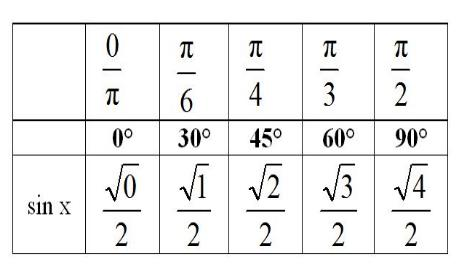 0/π π/6 π/4 π/3 π/2
0° 30° 45° 60° 90°
sin x √0/2 √1/2 √2/2 √3/2 √4/2